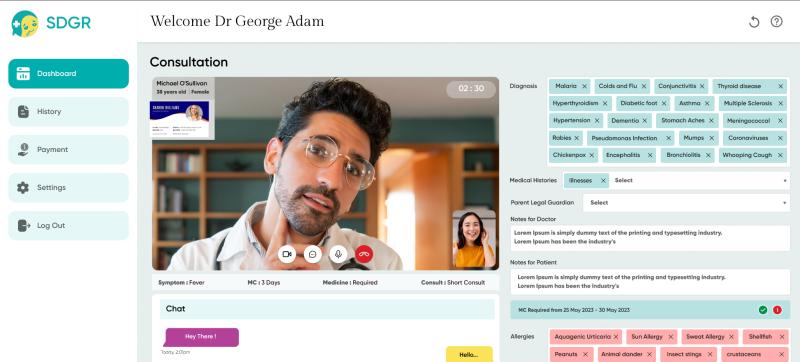 SDGR
Welcome Dr George Adam
Dashboard
History
Payment
Settings
Log Out
Consultation
Michael O'Sullivan
38 years old | Female
02 : 30
Symptom : Fever
MC : 3 Days
Medicine : Required
Consult : Short Consult
Chat
Hey There !
Today, 2:01am
Hello...
Diagnosis
Malaria × Colds and Flu × Conjunctivitis × Thyroid disease ×
Hyperthyroidism × Diabetic foot × Asthma × Multiple Sclerosis ×
Hypertension × Dementia × Stomach Aches × Meningococcal ×
Rabies × Pseudomonas Infection × Mumps × Coronaviruses ×
Chickenpox × Encephalitis × Bronchiolitis × Whooping Cough ×
Medical Histories Illnesses × Select
Parent Legal Guardian Select
Notes for Doctor
Lorem Ipsum is simply dummy text of the printing and typesetting industry.
Lorem Ipsum has been the industry's
Notes for Patient
Lorem Ipsum is simply dummy text of the printing and typesetting industry.
Lorem Ipsum has been the industry's
MC Required from 25 May 2023 - 30 May 2023
Allergies
Aquagenic Urticaria × Sun Allergy × Sweat Allergy × Shellfish ×
Peanuts × Animal dander × Insect stings × crustaceans ×